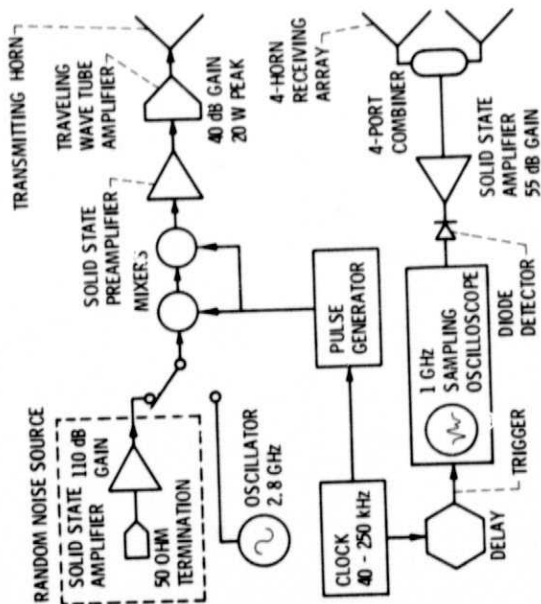 RANDOM NOISE SOURCE
SOLID STATE 110 dB
AMPLIFIER GAIN
50 OHM
TERMINATION
OSCILLATOR
2.8 GHz
MIXERS
SOLID STATE
PREAMPLIFIER
TRAVELING
WAVE TUBE
AMPLIFIER
40 dB GAIN
20 W PEAK
TRANSMITTING HORN
CLOCK
40 - 250 kHz
PULSE
GENERATOR
DELAY
TRIGGER
1 GHz
SAMPLING
OSCILLOSCOPE
DIODE
DETECTOR
SOLID STATE
AMPLIFIER
55 dB GAIN
4-PORT
COMBINER
4-HORN
RECEIVING
ARRAY